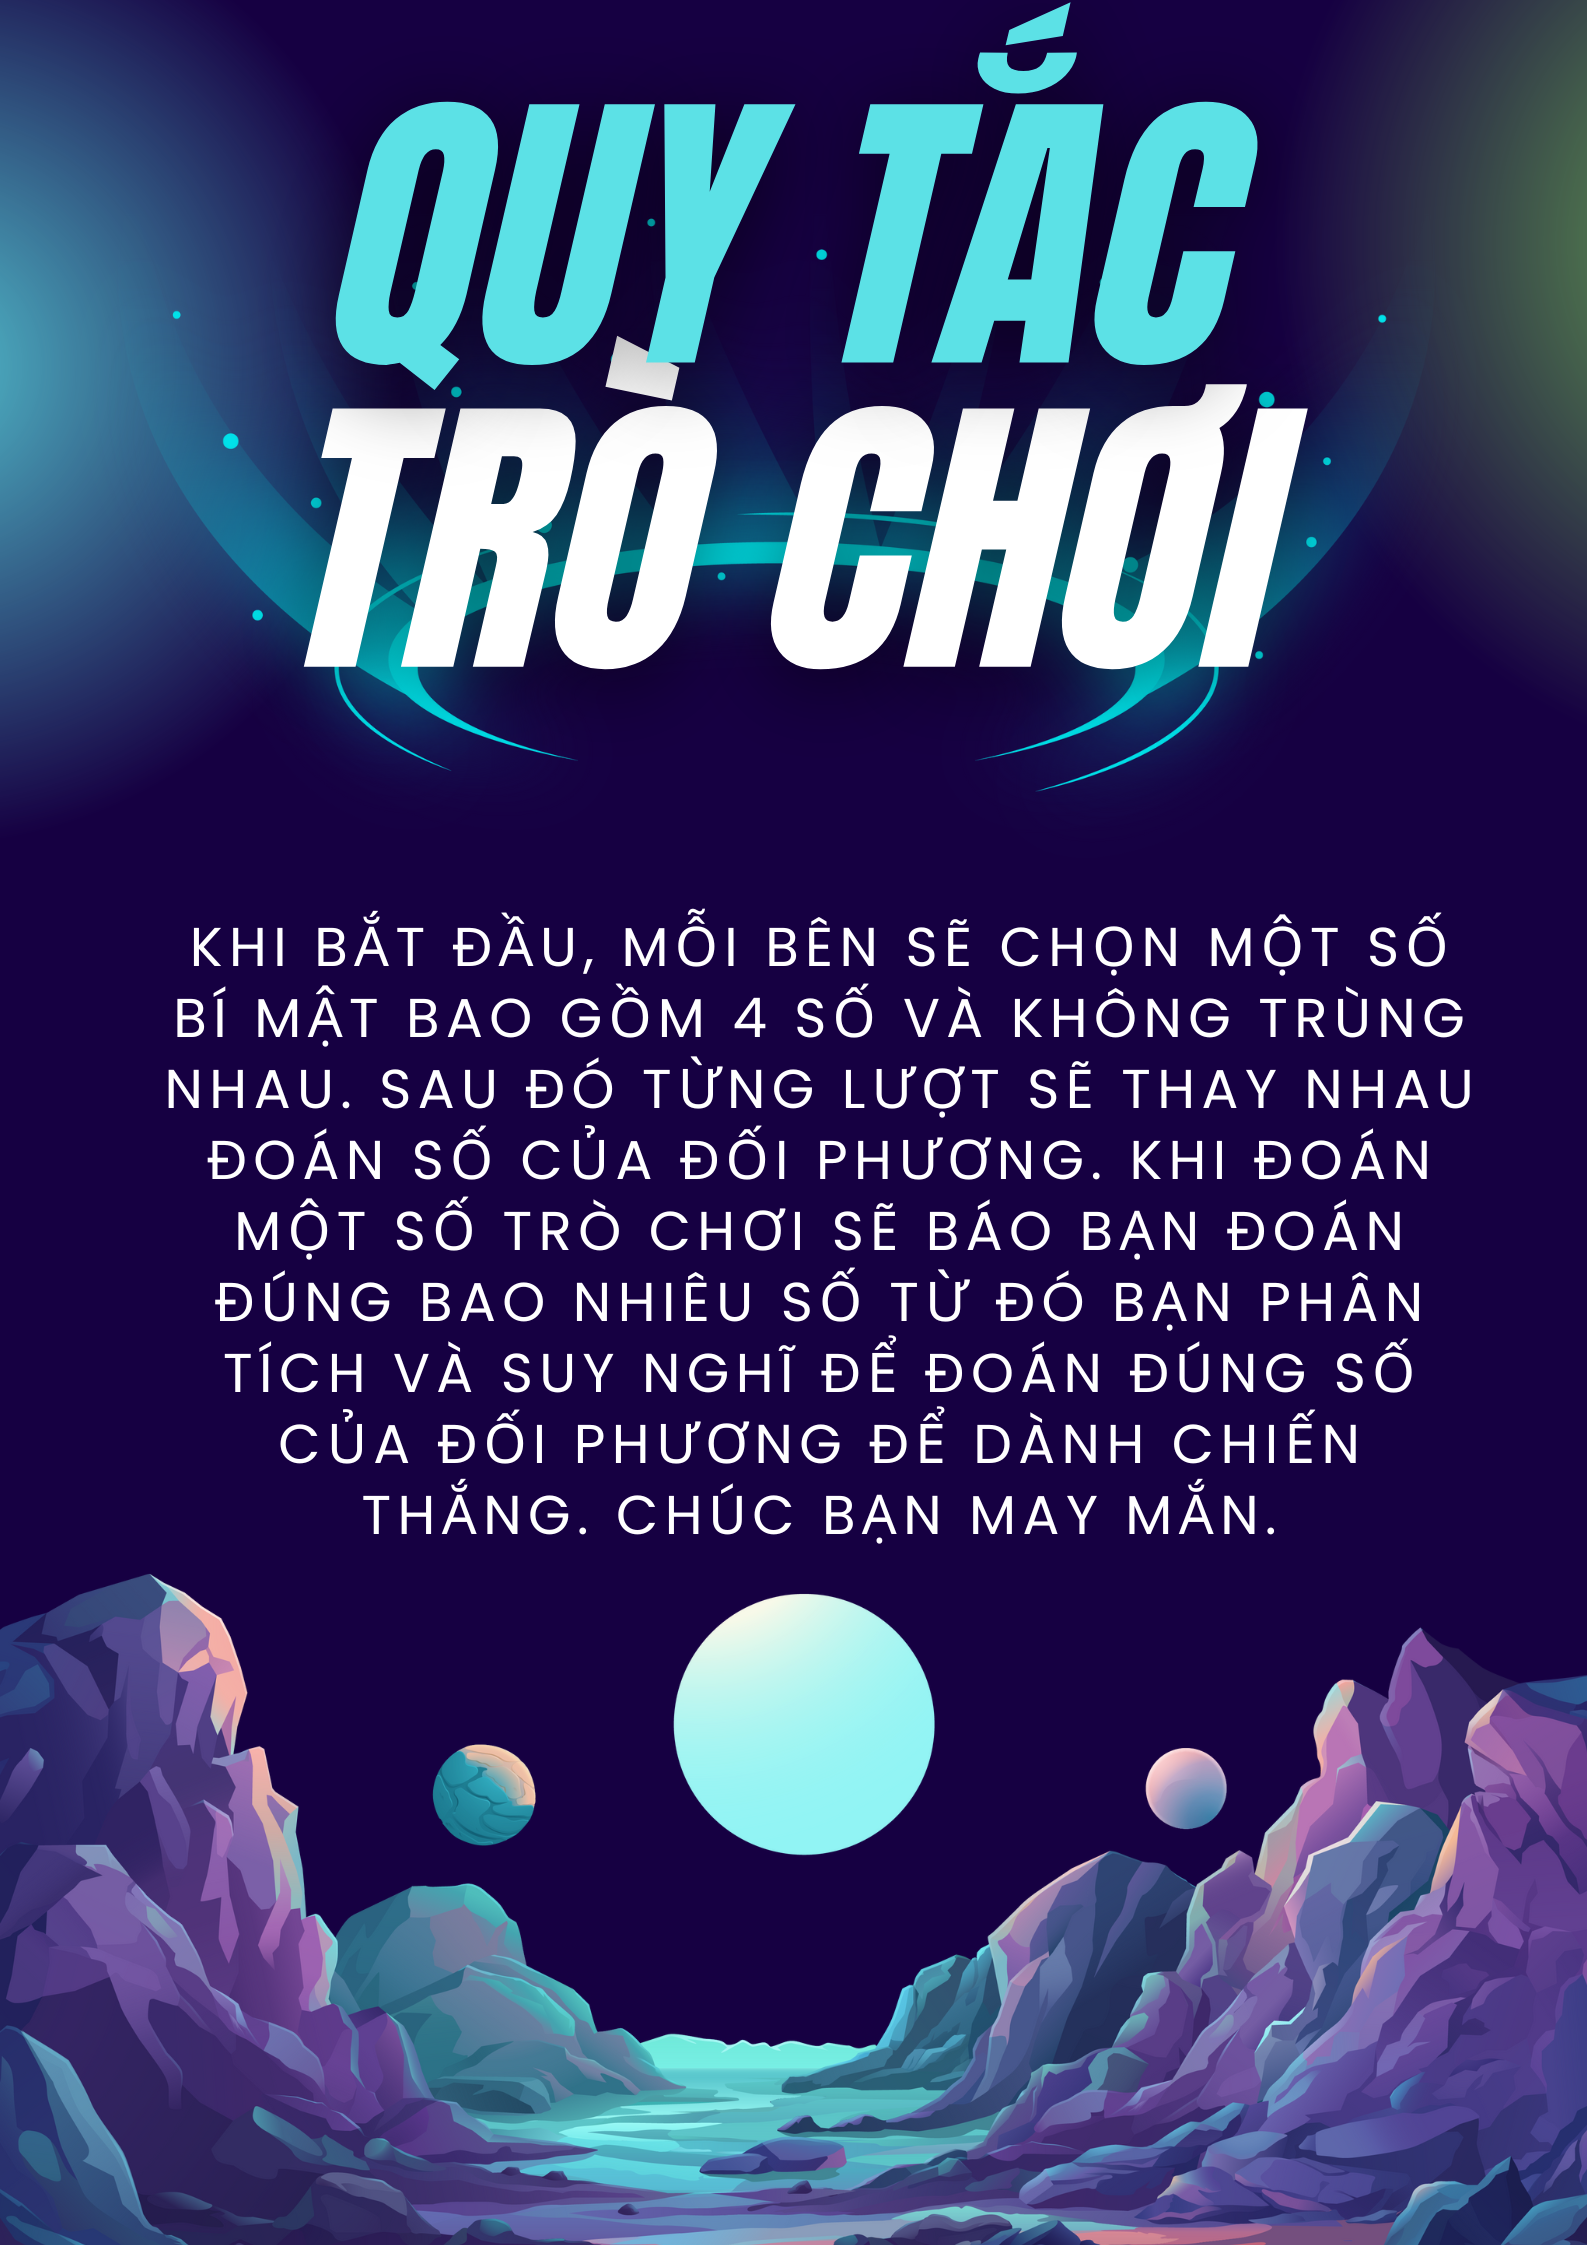 QUY TẮC
TRÒ CHƠI
KHI BẮT ĐẦU, MỖI BÊN SẼ CHỌN MỘT SỐ
BÍ MẬT BAO GỒM 4 SỐ VÀ KHÔNG TRÙNG
NHAU. SAU ĐÓ TỪNG LƯỢT SẼ THAY NHAU
ĐOÁN SỐ CỦA ĐỐI PHƯƠNG. KHI ĐOÁN
MỘT SỐ TRÒ CHƠI SẼ BÁO BẠN ĐOÁN
ĐÚNG BAO NHIÊU SỐ TỪ ĐÓ BẠN PHÂN
TÍCH VÀ SUY NGHĨ ĐỂ ĐOÁN ĐÚNG SỐ
CỦA ĐỐI PHƯƠNG ĐỂ DÀNH CHIẾN
THẮNG. CHÚC BẠN MAY MẮN.